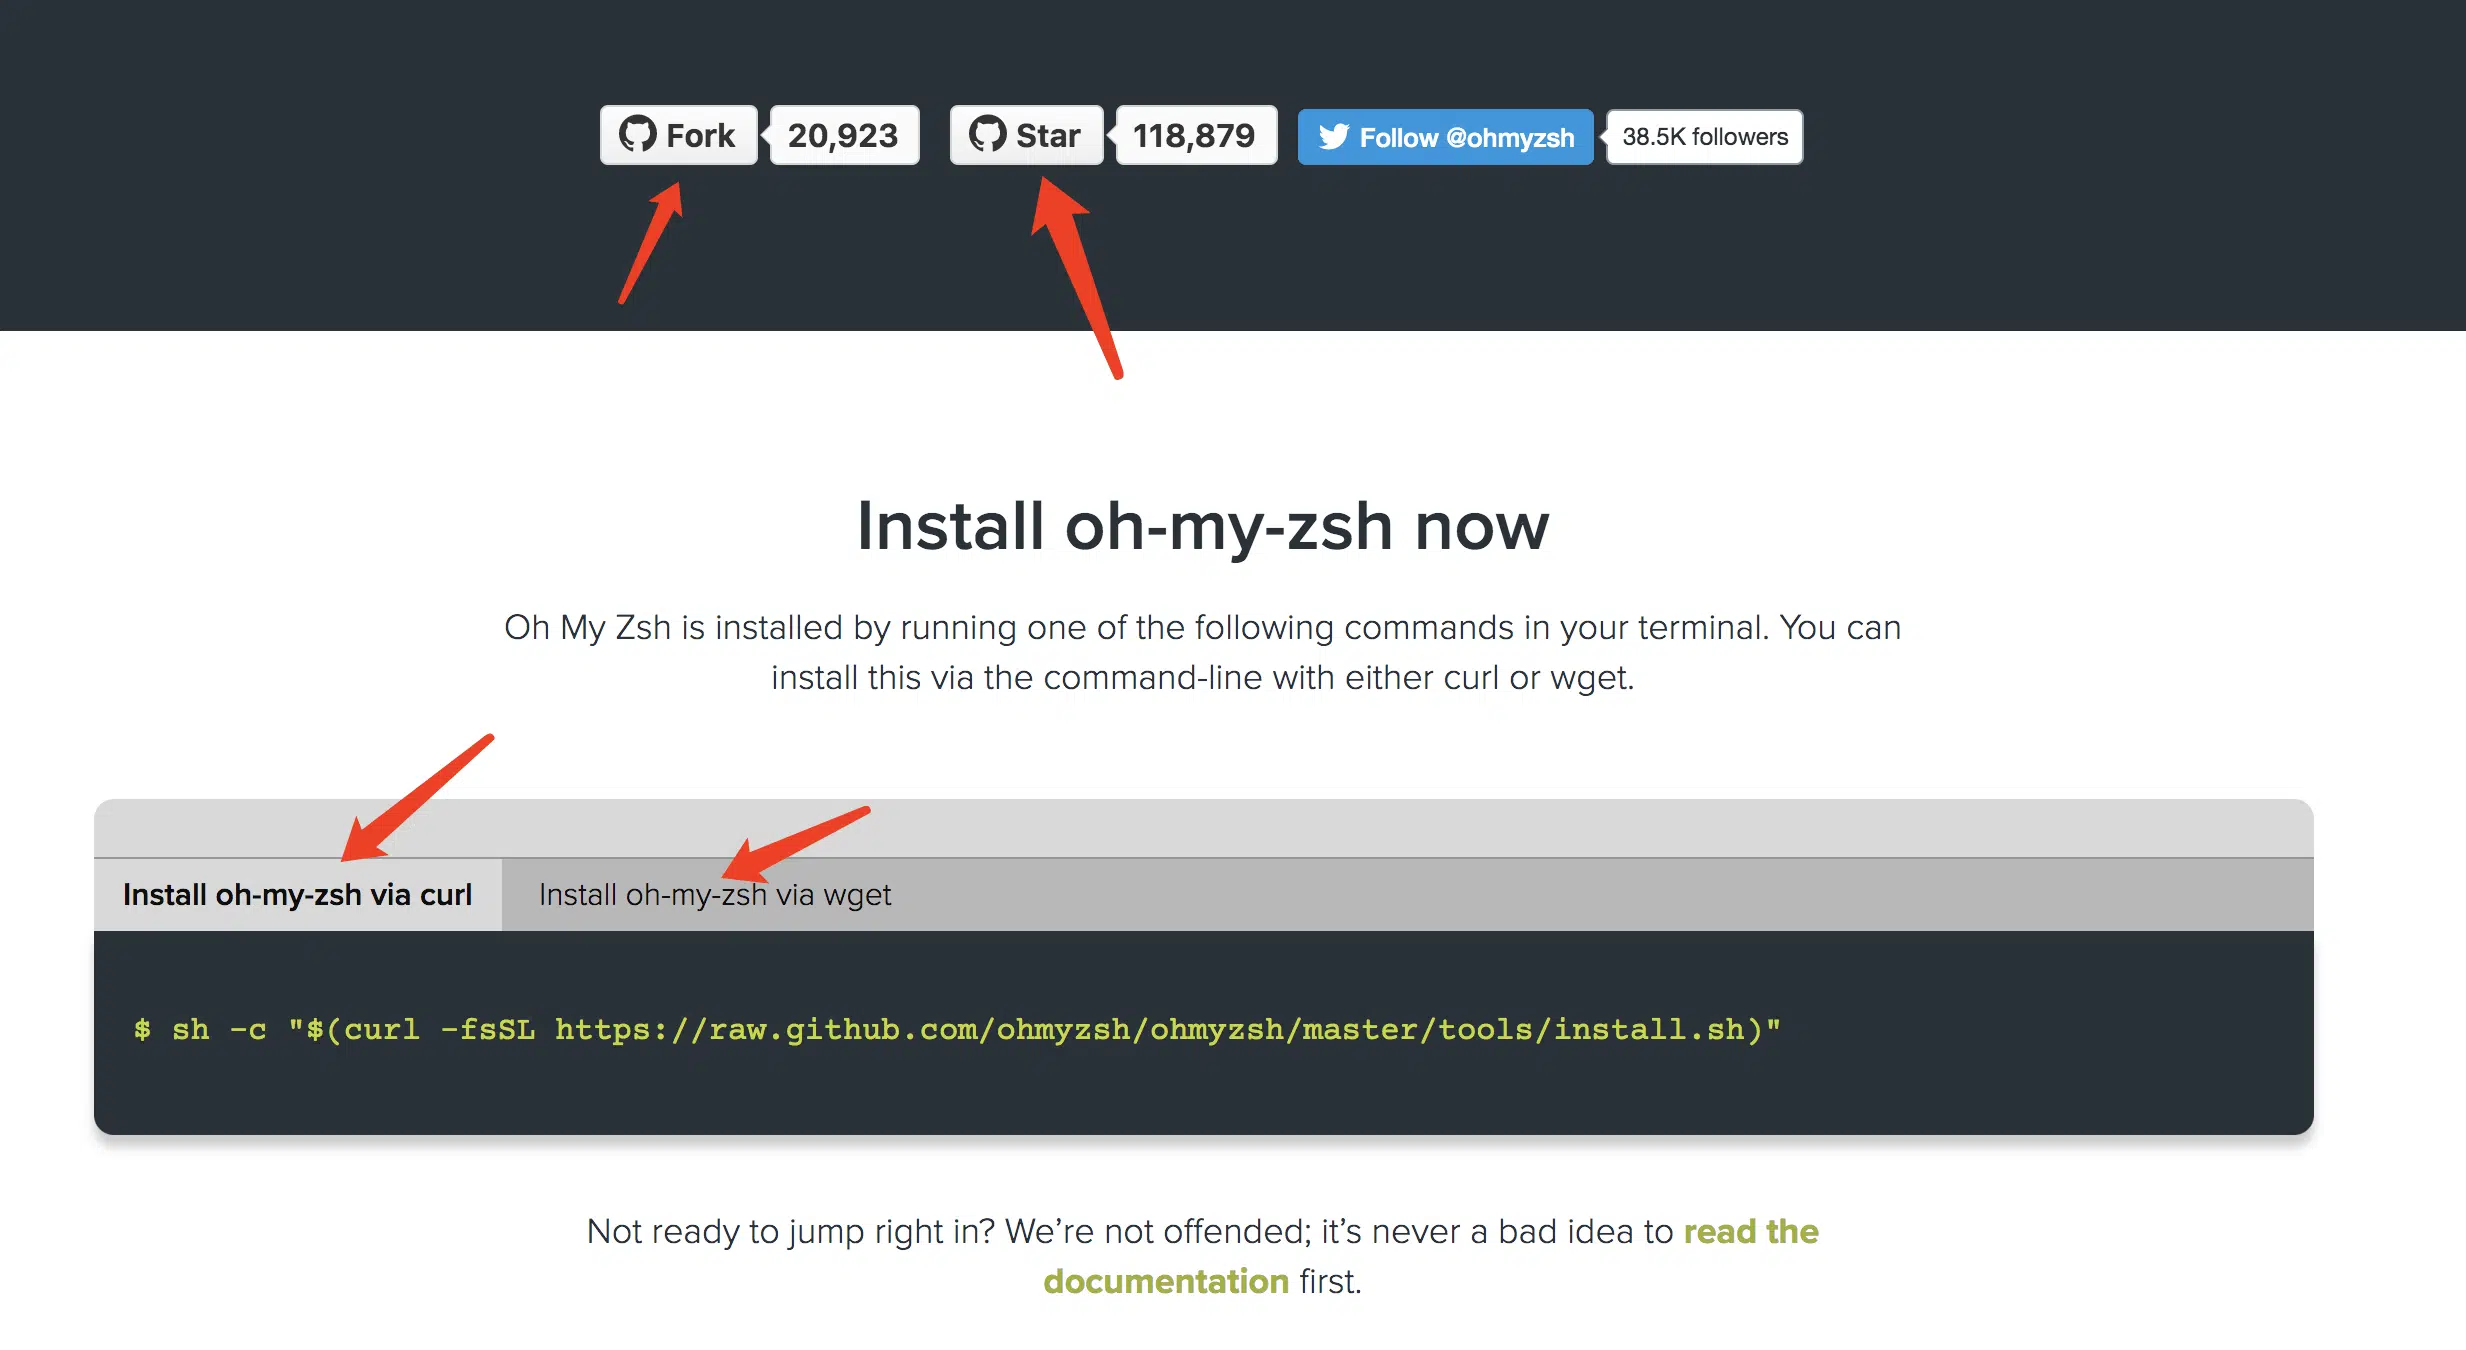 Fork 20,923 Star 118,879 Follow @ohmyzsh 38.5K followers
Install oh-my-zsh now
Oh My Zsh is installed by running one of the following commands in your terminal. You can
install this via the command-line with either curl or wget.
Install oh-my-zsh via curl Install oh-my-zsh via wget
$ sh -c "$(curl -fsSL https://raw.github.com/ohmyzsh/ohmyzsh/master/tools/install.sh)"
Not ready to jump right in? We’re not offended; it’s never a bad idea to read the
documentation first.